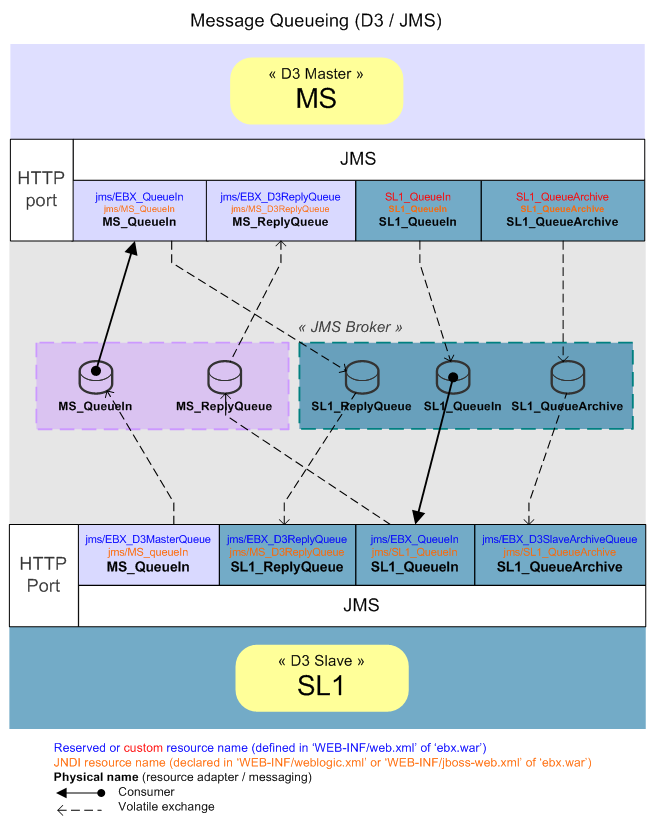 Message Queueing (D3 / JMS)
« D3 Master »
MS
HTTP port
JMS
jms/EBX_QueueIn
jms/MS_QueueIn
MS_QueueIn
jms/EBX_D3ReplyQueue
jms/MS_D3ReplyQueue
MS_ReplyQueue
SL1_QueueIn
SL1_QueueIn
SL1_QueueIn
SL1_QueueArchive
SL1_QueueArchive
SL1_QueueArchive
« JMS Broker »
MS_QueueIn
MS_ReplyQueue
SL1_ReplyQueue
SL1_QueueIn
SL1_QueueArchive
HTTP
Port
jms/EBX_D3MasterQueue
jms/MS_queueIn
MS_QueueIn
jms/EBX_D3ReplyQueue
jms/MS_D3ReplyQueue
SL1_ReplyQueue
jms/EBX_QueueIn
jms/SL1_QueueIn
SL1_QueueIn
jms/EBX_D3SlaveArchiveQueue
jms/SL1_QueueArchive
SL1_QueueArchive
JMS
« D3 Slave »
SL1
Reserved or custom resource name (defined in ‘WEB-INF/web.xml’ of ‘ebx.war’)
JNDI resource name (declared in ‘WEB-INF/weblogic.xml’ or ‘WEB-INF/jboss-web.xml’ of ‘ebx.war’)
Physical name (resource adapter / messaging)
Consumer
Volatile exchange